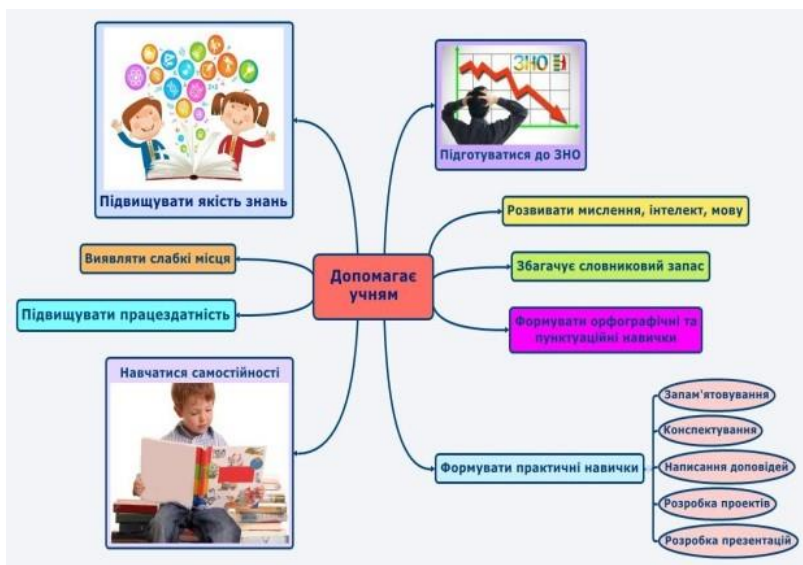 ЗНО
Підвищувати якість знань
Підготуватися до ЗНО
Розвивати мислення, інтелект, мову
Виявляти слабкі місця
Збагачує словниковий запас
Допомагає
учням
Підвищувати працездатність
Формувати орфографічні та
пунктуаційні навички
Навчатися самостійності
Формувати практичні навички
Запам'ятовування
Конспектування
Написання доповідей
Розробка проектів
Розробка презентацій